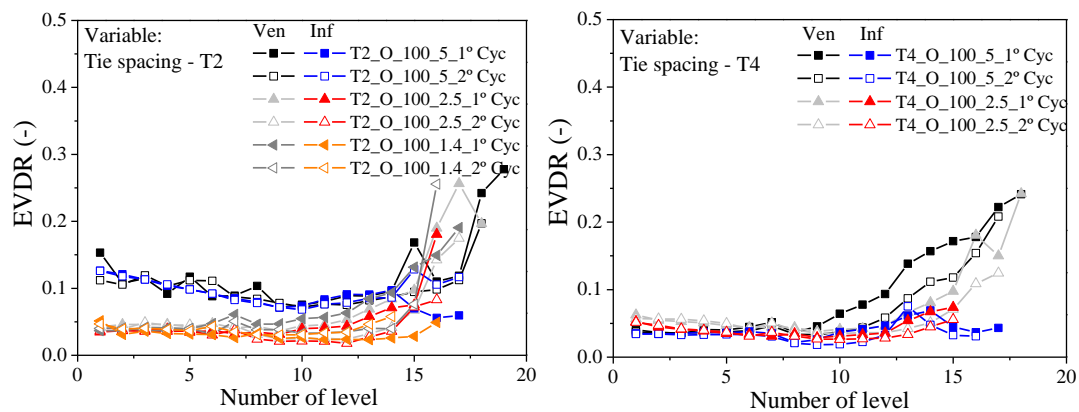 Variable:
Tie spacing - T2
Ven Inf
T2_O_100_5_1º Cyc
T2_O_100_5_2º Cyc
T2_O_100_2.5_1º Cyc
T2_O_100_2.5_2º Cyc
T2_O_100_1.4_1º Cyc
T2_O_100_1.4_2º Cyc
EVDR (-)
0.5
0.4
0.3
0.2
0.1
0.0
0 5 10 15 20
Number of level
Variable:
Tie spacing - T4
Ven Inf
T4_O_100_5_1º Cyc
T4_O_100_5_2º Cyc
T4_O_100_2.5_1º Cyc
T4_O_100_2.5_2º Cyc
EVDR (-)
0.5
0.4
0.3
0.2
0.1
0.0
0 5 10 15 20
Number of level